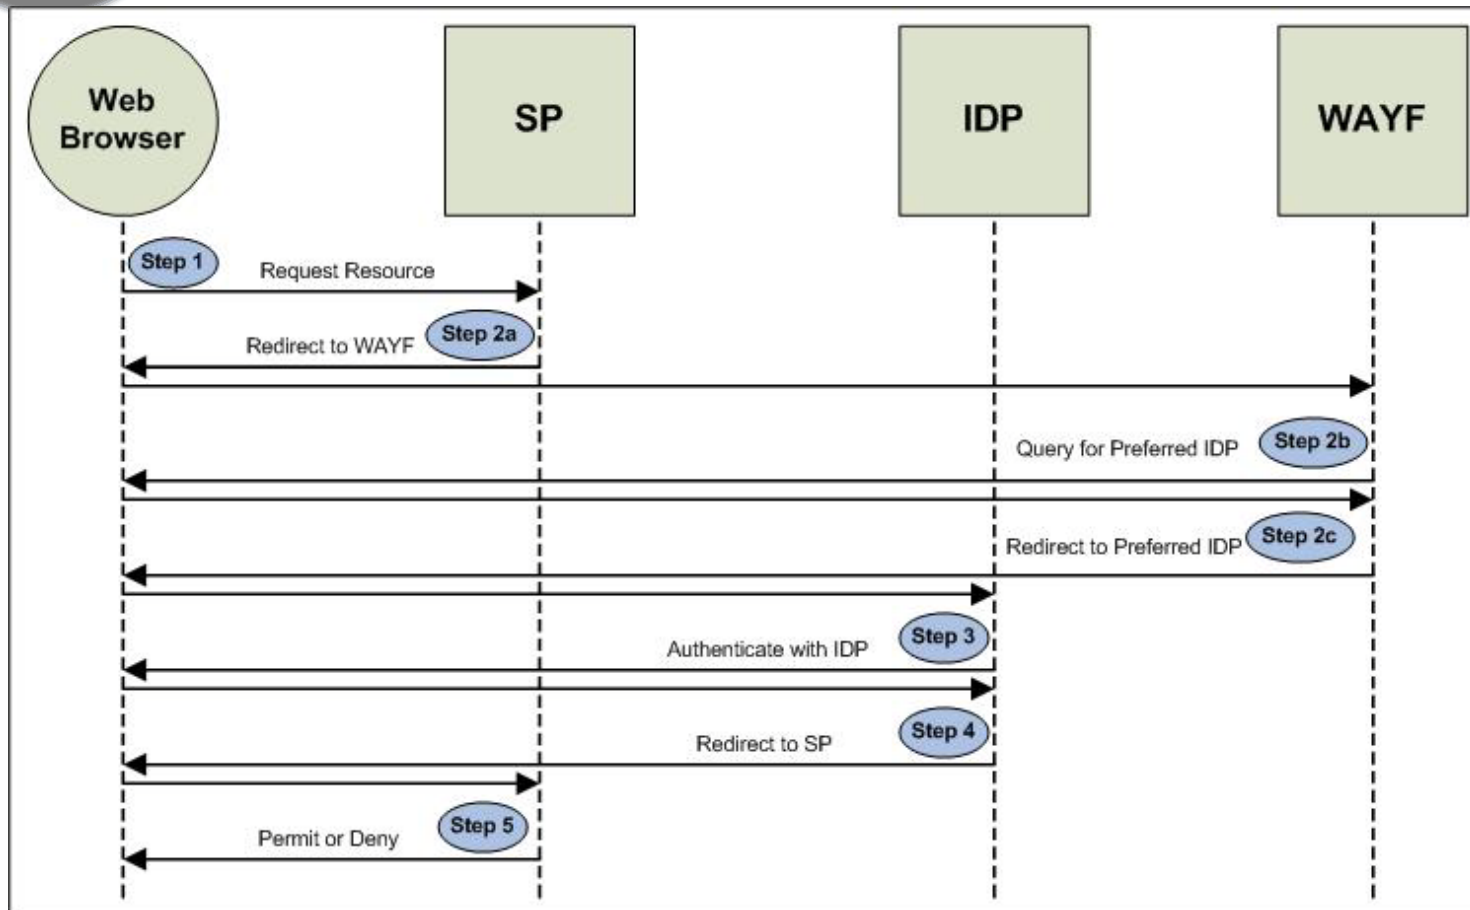 Web
Browser
SP
IDP
WAYF
Step 1
Request Resource
Step 2a
Redirect to WAYF
Step 2b
Query for Preferred IDP
Step 2c
Redirect to Preferred IDP
Step 3
Authenticate with IDP
Step 4
Redirect to SP
Step 5
Permit or Deny